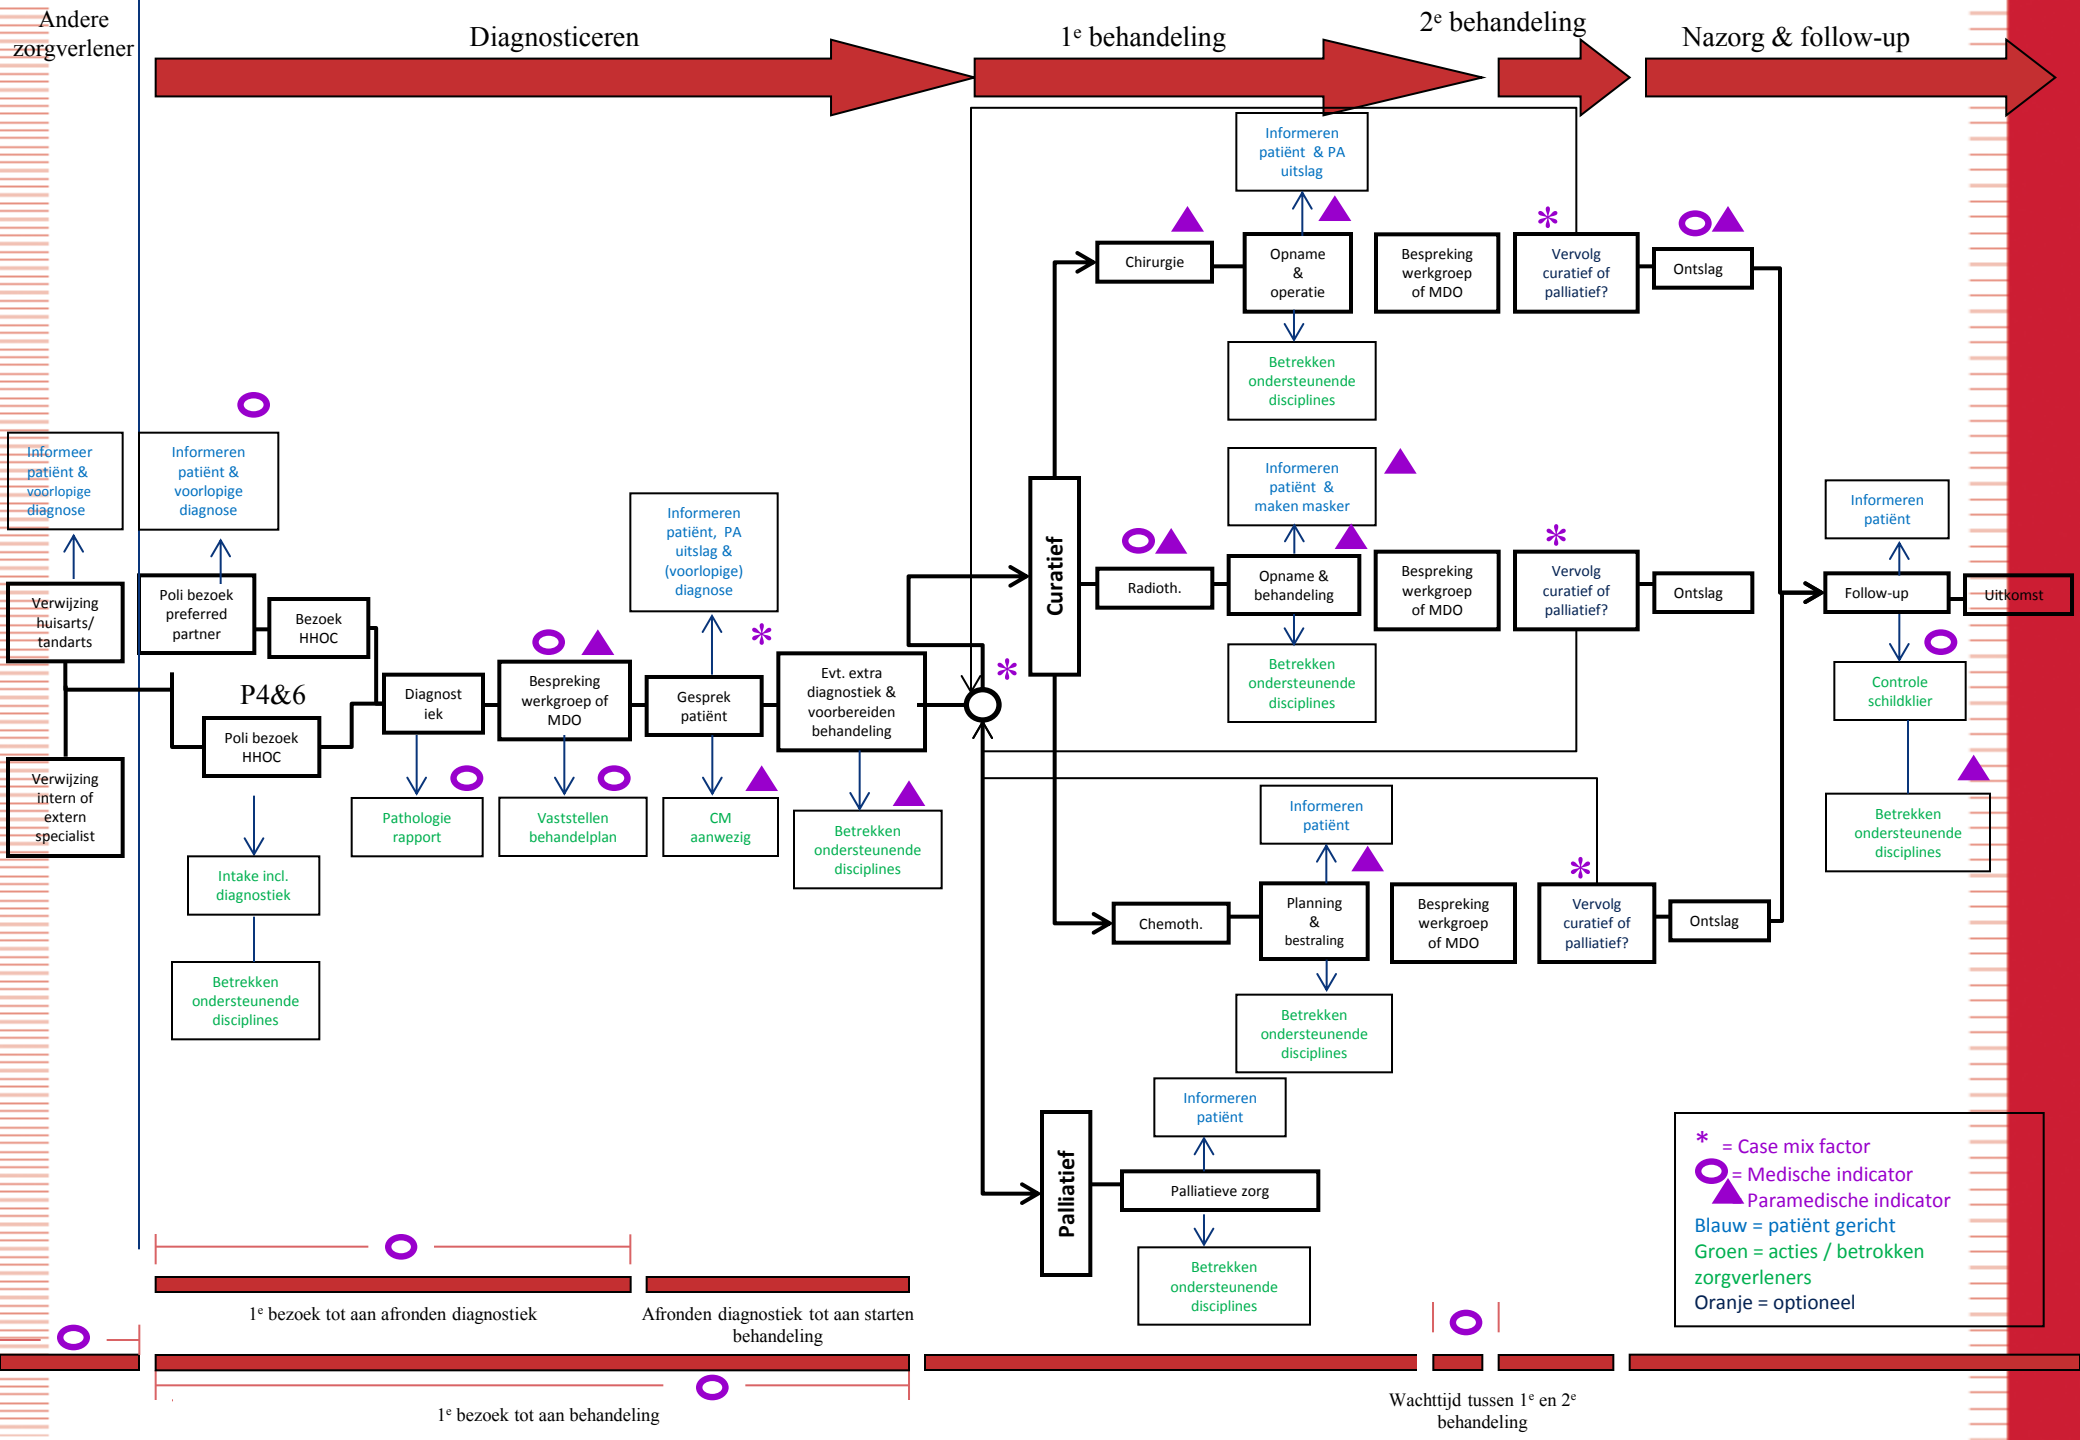 Andere
zorgverlener
Diagnosticeren
1e behandeling
2e behandeling
Nazorg & follow-up
Informeren
patiënt & PA
uitslag
Chirurgie
Opname
&
operatie
Bespreking
werkgroep
of MDO
Vervolg
curatief of
palliatief?
Ontslag
Betrekken
ondersteunende
disciplines
Informeer
patiënt &
voorlopige
diagnose
Informeren
patiënt &
voorlopige
diagnose
Informeren
patiënt, PA
uitslag &
(voorlopige)
diagnose
Informeren
patiënt &
maken masker
Informeren
patiënt
Verwijzing
huisarts/
tandarts
Poli bezoek
preferred
partner
Bezoek
HHOC
P4&6
Poli bezoek
HHOC
Verwijzing
intern of
extern
specialist
Diagnost
iek
Bespreking
werkgroep of
MDO
Gesprek
patiënt
Evt. extra
diagnostiek &
voorbereiden
behandeling
Curatief
Radioth.
Opname &
behandeling
Bespreking
werkgroep
of MDO
Vervolg
curatief of
palliatief?
Ontslag
Follow-up
Uitkomst
Betrekken
ondersteunende
disciplines
Controle
schildklier
Betrekken
ondersteunende
disciplines
Pathologie
rapport
Vaststellen
behandelplan
CM
aanwezig
Betrekken
ondersteunende
disciplines
Intake incl.
diagnostiek
Betrekken
ondersteunende
disciplines
Informeren
patiënt
Chemoth.
Planning
&
bestraling
Bespreking
werkgroep
of MDO
Vervolg
curatief of
palliatief?
Ontslag
Betrekken
ondersteunende
disciplines
Informeren
patiënt
Palliatief
Palliatieve zorg
Betrekken
ondersteunende
disciplines
* = Case mix factor
= Medische indicator
Paramedische indicator
Blauw = patiënt gericht
Groen = acties / betrokken
zorgverleners
Oranje = optioneel
1e bezoek tot aan afronden diagnostiek
Afronden diagnostiek tot aan starten
behandeling
1e bezoek tot aan behandeling
Wachttijd tussen 1e en 2e
behandeling